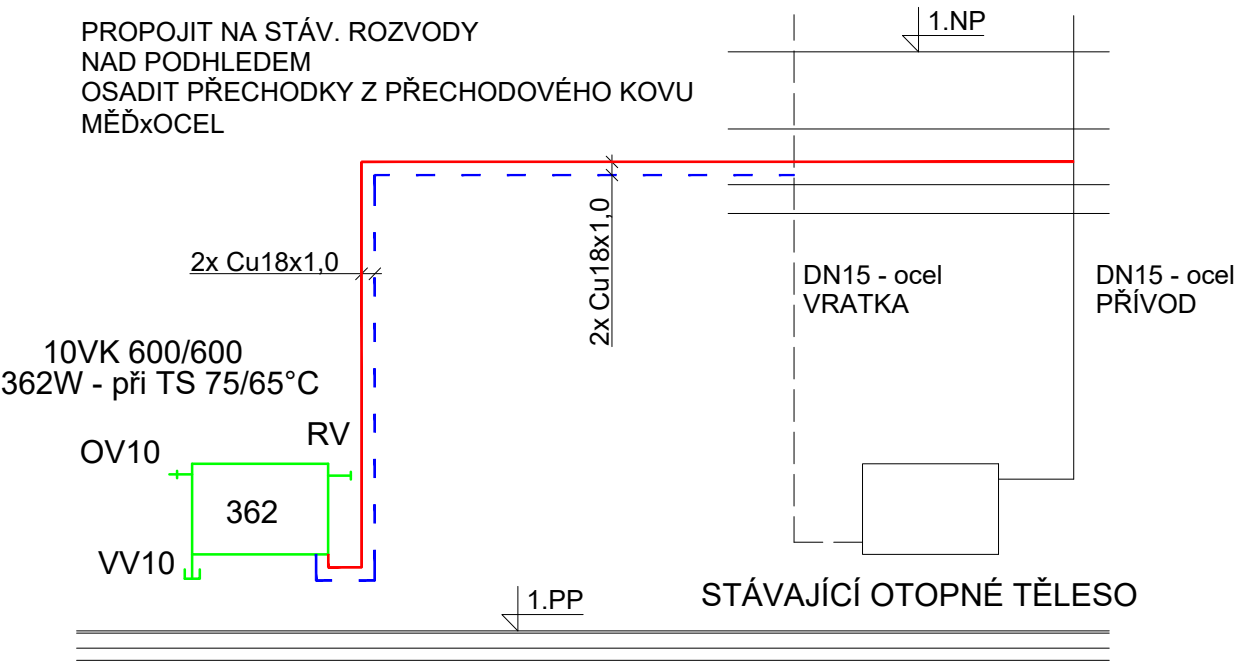 PROPOJIT NA STÁV. ROZVODY
NAD PODHLEDEM
OSADIT PŘECHODKY Z PŘECHODOVÉHO KOVU
MĚĎxOCEL
1.NP
2x Cu18x1,0
2x Cu18x1,0
DN15 - ocel
VRATKA
DN15 - ocel
PŘÍVOD
10VK 600/600
362W - při TS 75/65°C
RV
OV10
362
VV10
STÁVAJÍCÍ OTOPNÉ TĚLESO
1.PP